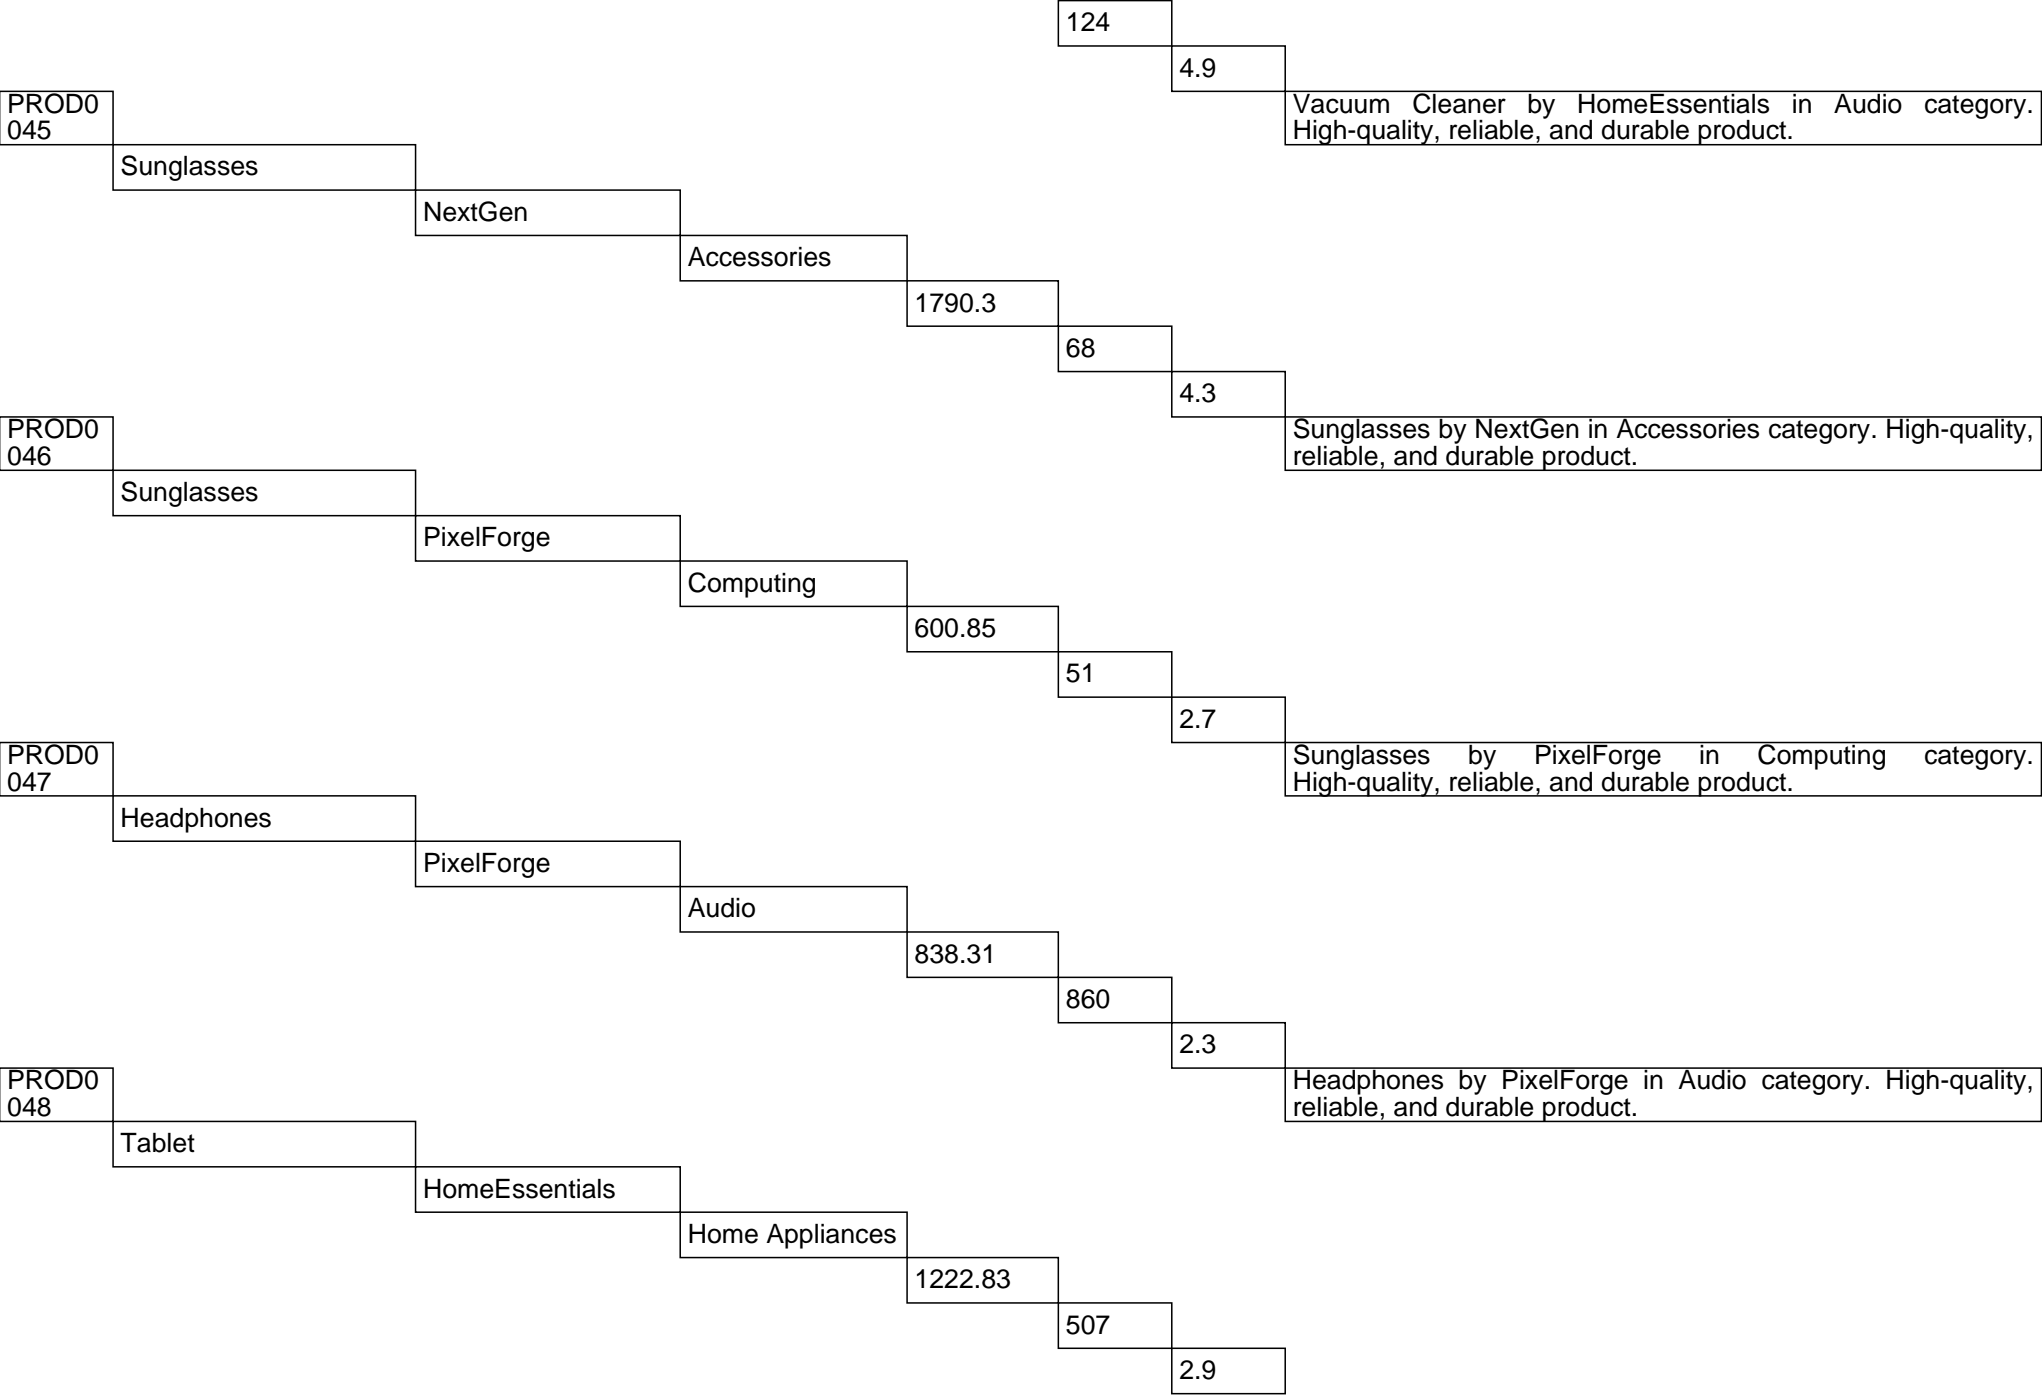 124
4.9
PROD0
045
Vacuum Cleaner by HomeEssentials in Audio category.
High-quality, reliable, and durable product.
Sunglasses
NextGen
Accessories
1790.3
68
4.3
PROD0
046
Sunglasses by NextGen in Accessories category. High-quality,
reliable, and durable product.
Sunglasses
PixelForge
Computing
600.85
51
2.7
PROD0
047
Sunglasses by PixelForge in Computing category.
High-quality, reliable, and durable product.
Headphones
PixelForge
Audio
838.31
860
2.3
PROD0
048
Headphones by PixelForge in Audio category. High-quality,
reliable, and durable product.
Tablet
HomeEssentials
Home Appliances
1222.83
507
2.9